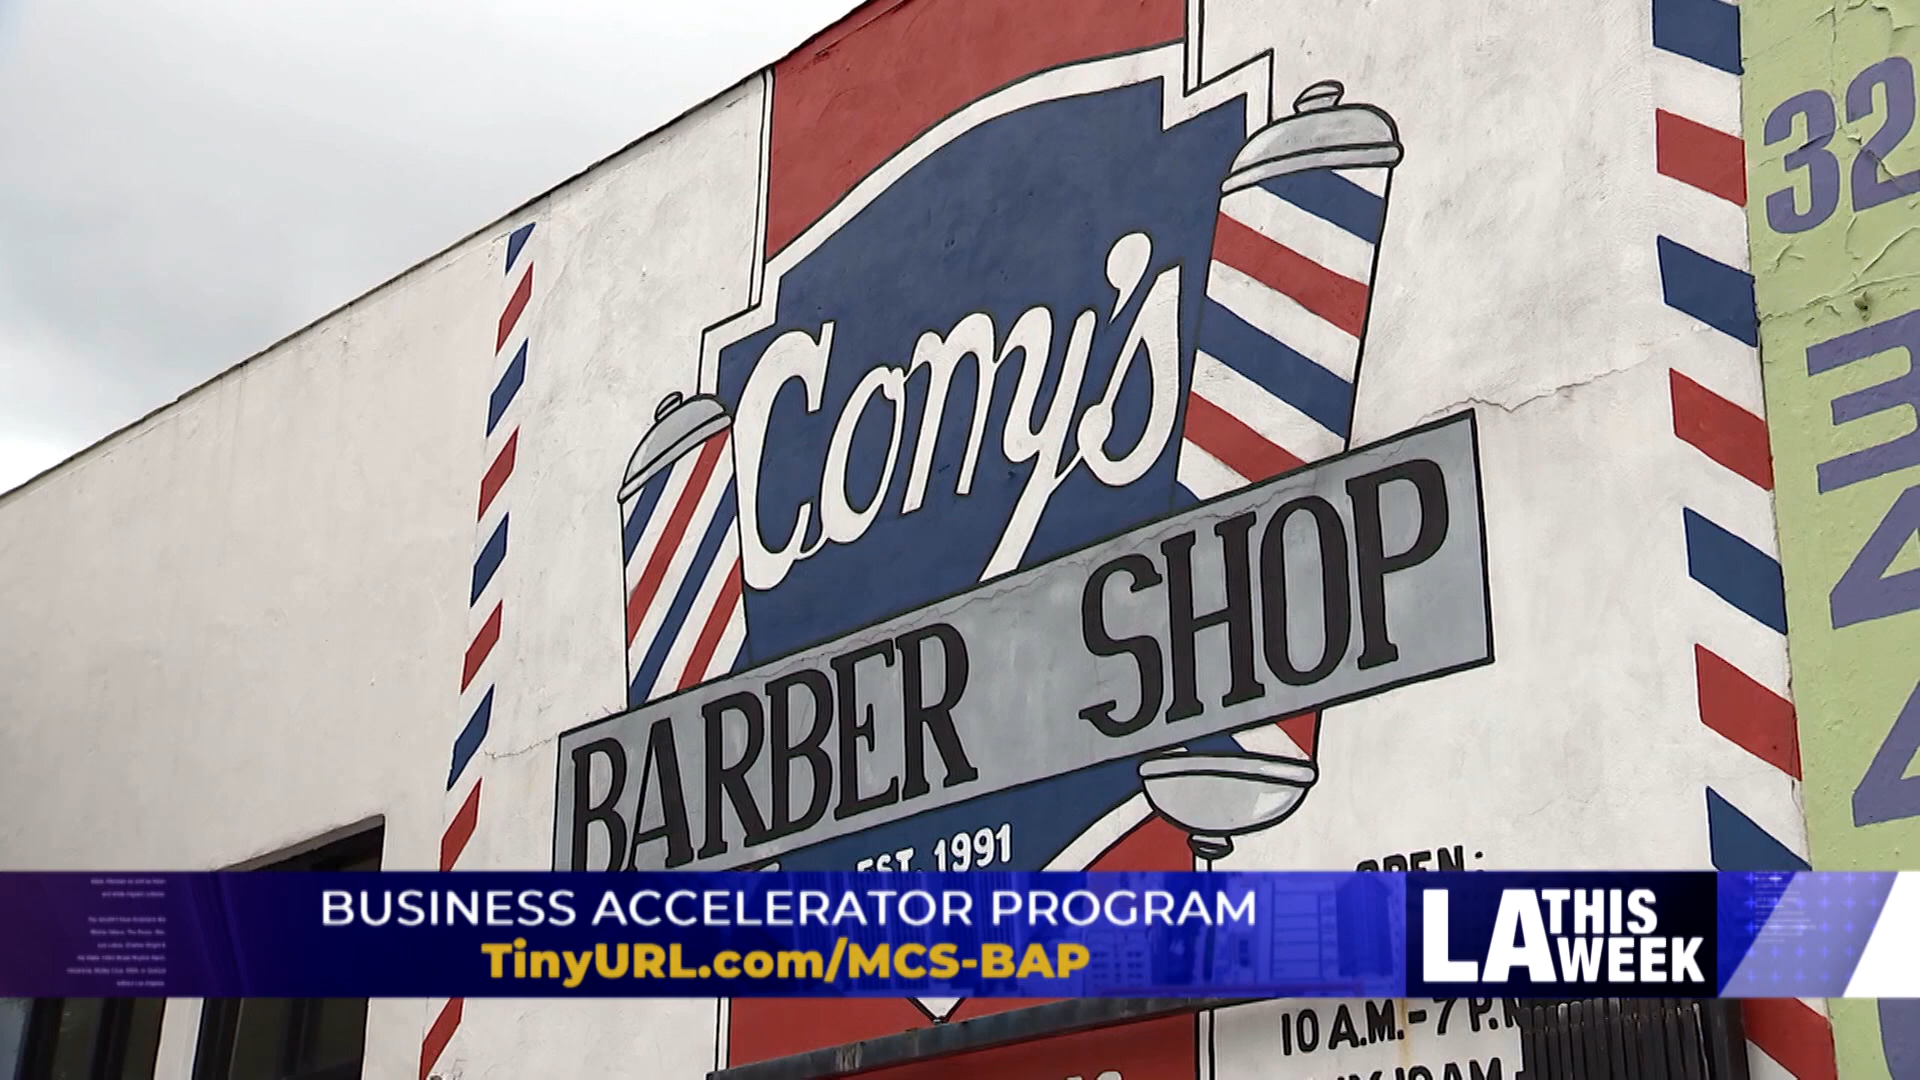 32
Cony's
BARBER SHOP
EST. 1991
OPEN:
BUSINESS ACCELERATOR PROGRAM
TinyURL.com/MCS-BAP
LA THIS WEEK
10 A.M.-7 P.M